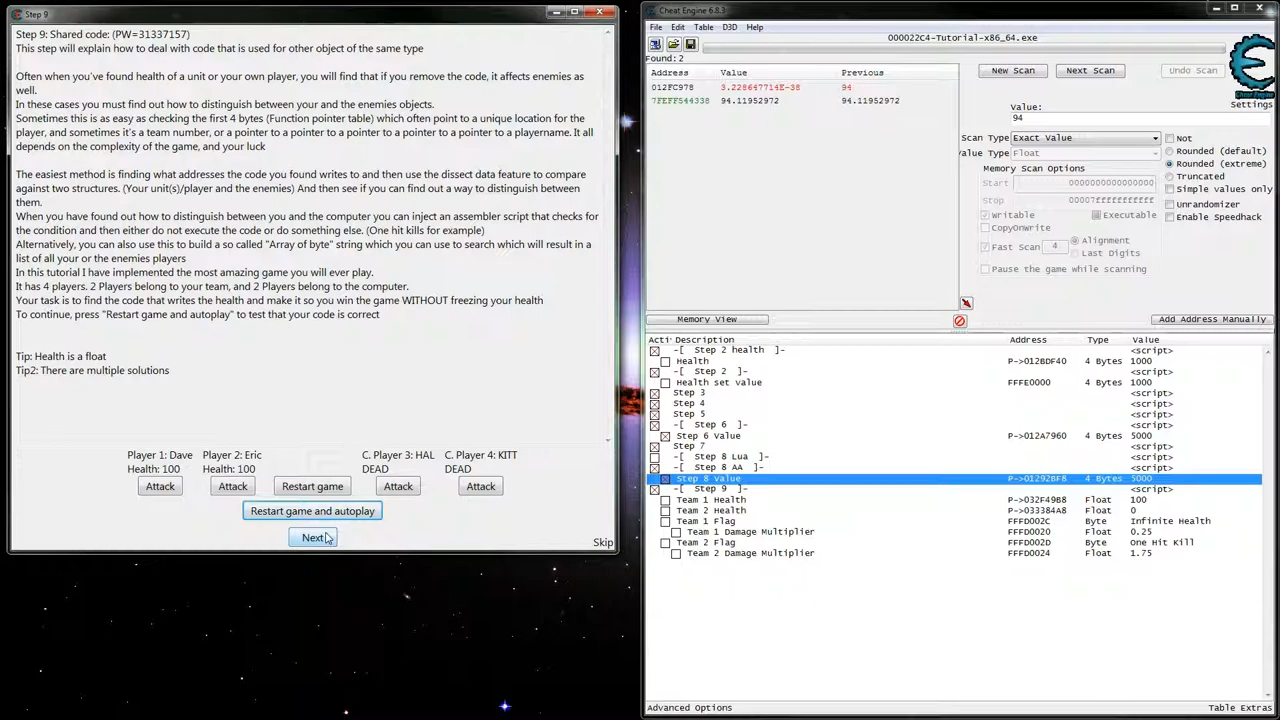 Step 9
Step 9: Shared code: (PW=31337157)
This step will explain how to deal with code that is used for other object of the same type
Often when you've found health of a unit or your own player, you will find that if you remove the code, it affects enemies as
well.
In these cases you must find out how to distinguish between your and the enemies objects.
Sometimes this is as easy as checking the first 4 bytes (Function pointer table) which often point to a unique location for the
player, and sometimes it's a team number, or a pointer to a pointer to a pointer to a pointer to a pointer to a playername. It all
depends on the complexity of the game, and your luck
The easiest method is finding what addresses the code you found writes to and then use the dissect data feature to compare
against two structures. (Your unit(s)/player and the enemies) And then see if you can find out a way to distinguish between
them.
When you have found out how to distinguish between you and the computer you can inject an assembler script that checks for
the condition and then either do not execute the code or do something else. (One hit kills for example)
Alternatively, you can also use this to build a so called "Array of byte" string which you can use to search which will result in a
list of all your or the enemies players
In this tutorial I have implemented the most amazing game you will ever play.
It has 4 players. 2 Players belong to your team, and 2 Players belong to the computer.
Your task is to find the code that writes the health and make it so you win the game WITHOUT freezing your health
To continue, press "Restart game and autoplay" to test that your code is correct
Tip: Health is a float
Tip2: There are multiple solutions
Player 1: Dave Player 2: Eric C. Player 3: HAL C. Player 4: KITT
Health: 100 Health: 100 DEAD DEAD
Attack Attack Restart game Attack Attack
Restart game and autoplay
Next
Skip
Cheat Engine 6.8.3
File Edit Table D3D Help
000022C4-Tutorial-x86_64.exe
Found: 2
Address Value Previous
012FC978 3.228647714E-38 94
7FEFF544338 94.11952972 94.11952972
New Scan Next Scan Undo Scan
Settings
Value:
94
Scan Type Exact Value Not
Value Type Float
Rounded (default)
Rounded (extreme)
Truncated
Simple values only
Unrandomizer
Enable Speedhack
Memory Scan Options
Start 0000000000000000
Stop 00007fffffffffff
Writable Executable
CopyOnWrite
Fast Scan 4 Alignment
Last Digits
Pause the game while scanning
Memory View Add Address Manually
Acti Description Address Type Value
-[ Step 2 health ]- <script>
Health P->012BDF40 4 Bytes 1000
-[ Step 2 ]- <script>
Health set value FFFE0000 4 Bytes 1000
Step 3 <script>
Step 4 <script>
Step 5 <script>
-[ Step 6 ]- <script>
Step 6 Value P->012A7960 4 Bytes 5000
Step 7 <script>
-[ Step 8 Lua ]- <script>
-[ Step 8 AA ]- <script>
Step 8 Value P->01292BF8 4 Bytes 5000
-[ Step 9 ]- <script>
Team 1 Health P->032F49B8 Float 100
Team 2 Health P->033384A8 Float 0
Team 1 Flag FFFD002C Byte Infinite Health
Team 1 Damage Multiplier FFFD0020 Float 0.25
Team 2 Flag FFFD002D Byte One Hit Kill
Team 2 Damage Multiplier FFFD0024 Float 1.75
Advanced Options Table Extras